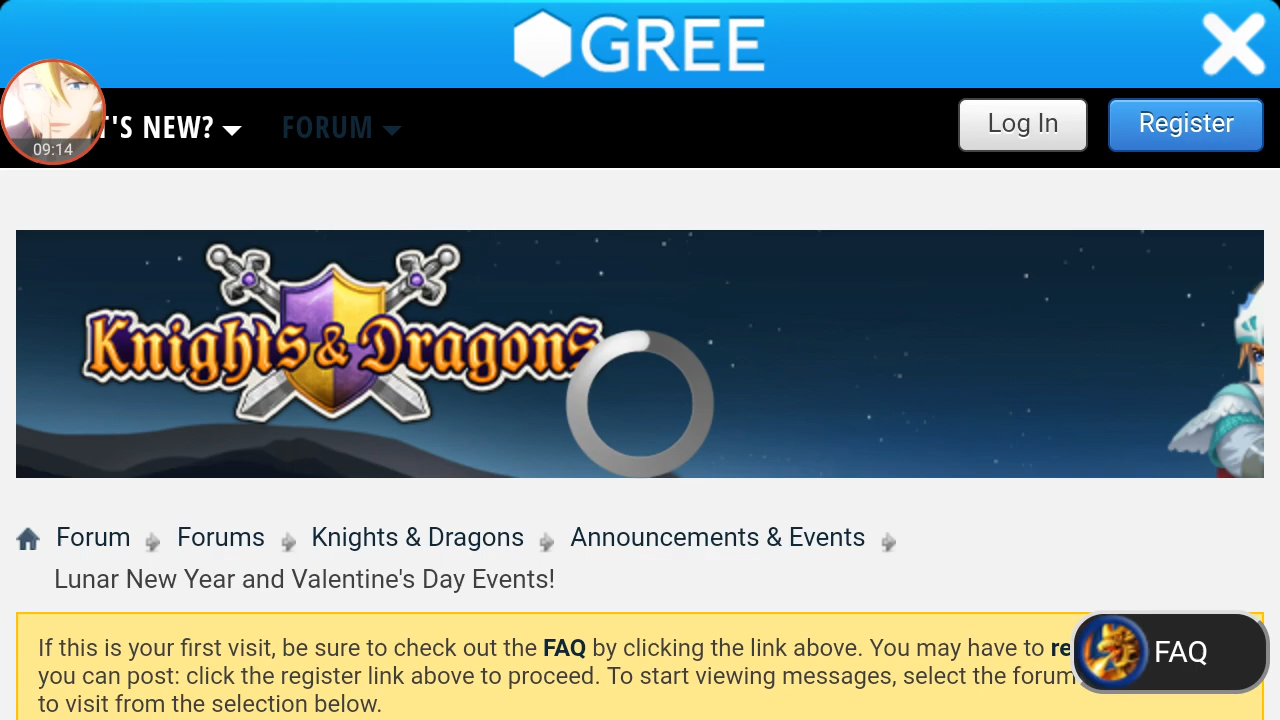 GREE
T'S NEW?
FORUM
Log In
Register
09:14
Knights & Dragons
Forum
Forums
Knights & Dragons
Announcements & Events
Lunar New Year and Valentine's Day Events!
If this is your first visit, be sure to check out the FAQ by clicking the link above. You may have to re
you can post: click the register link above to proceed. To start viewing messages, select the forum
to visit from the selection below.
FAQ